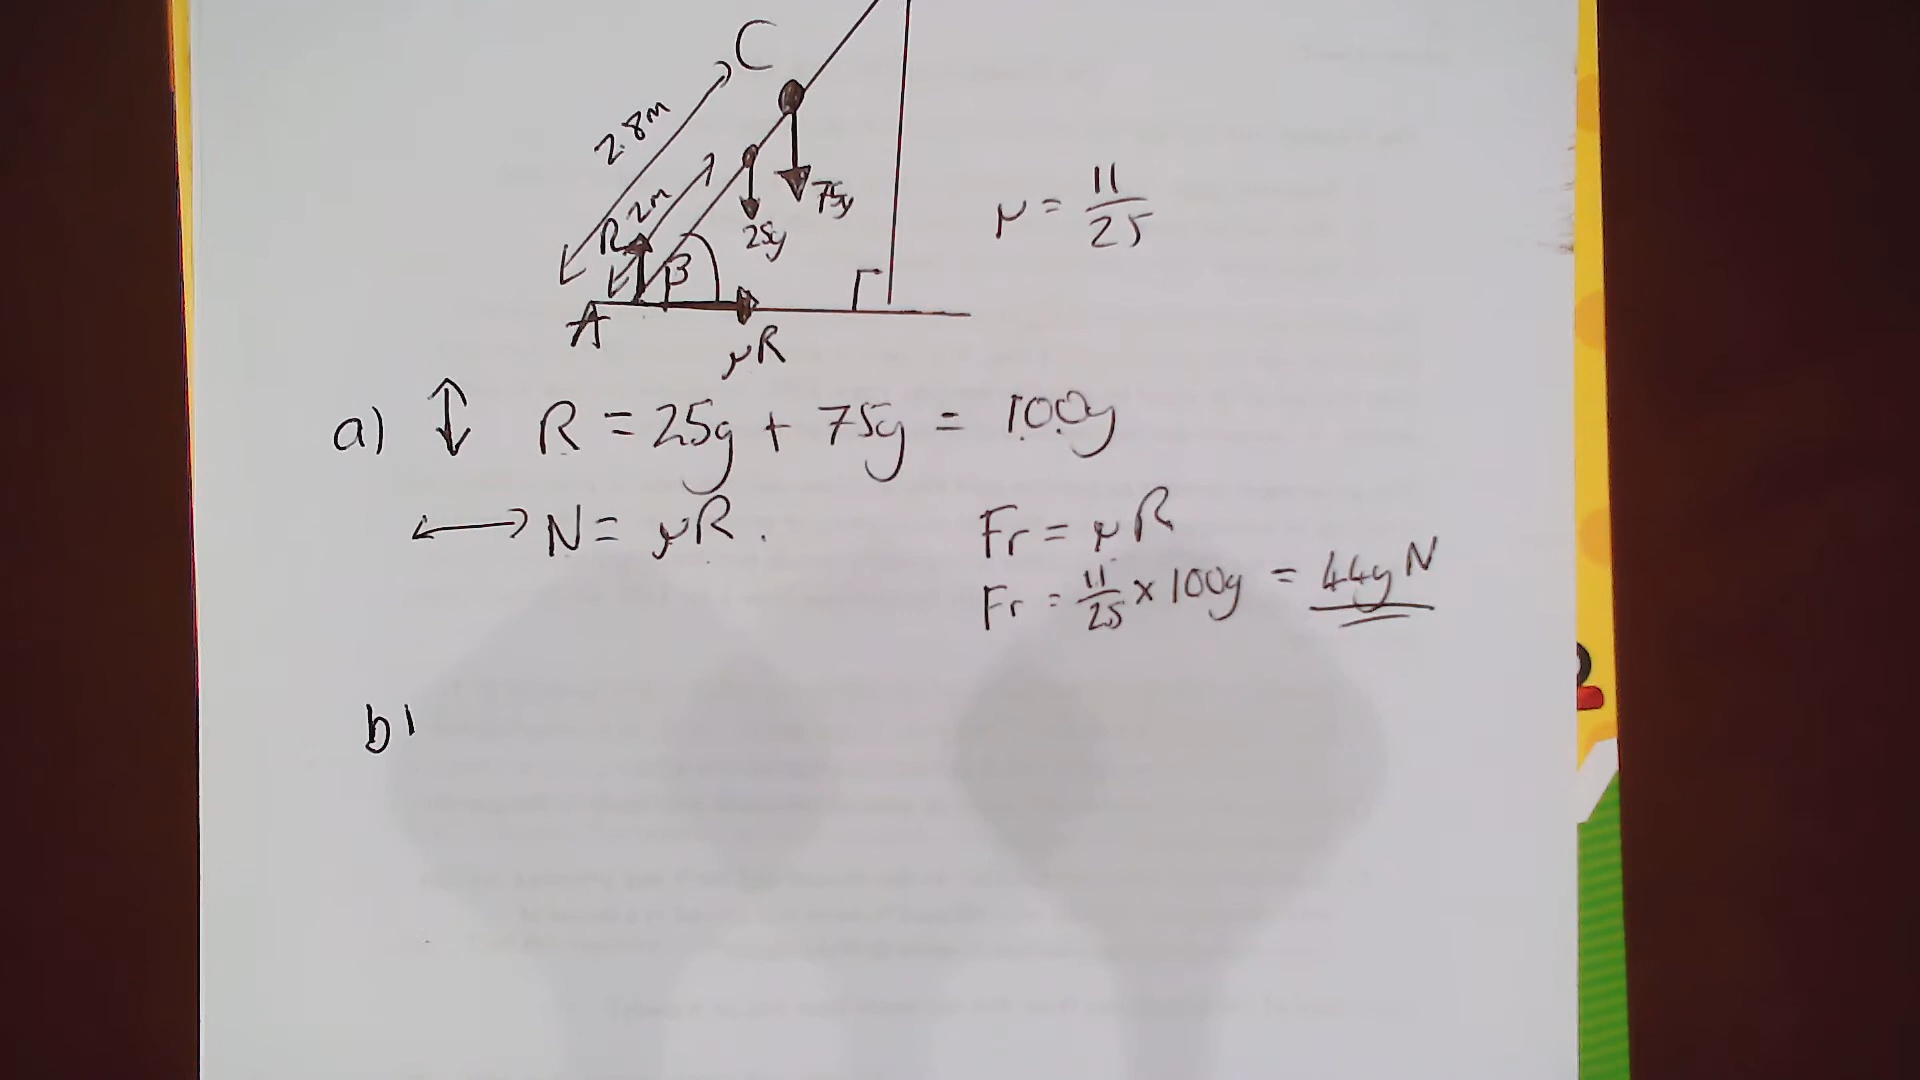 C
2.8m
2m
R
75g
25g
β
μ = 11/25
A
μR
a) ↕ R = 25g + 75g = 100g
↔ N = μR.
Fr = μR
Fr = 11/25 × 100g = 44g N
b)